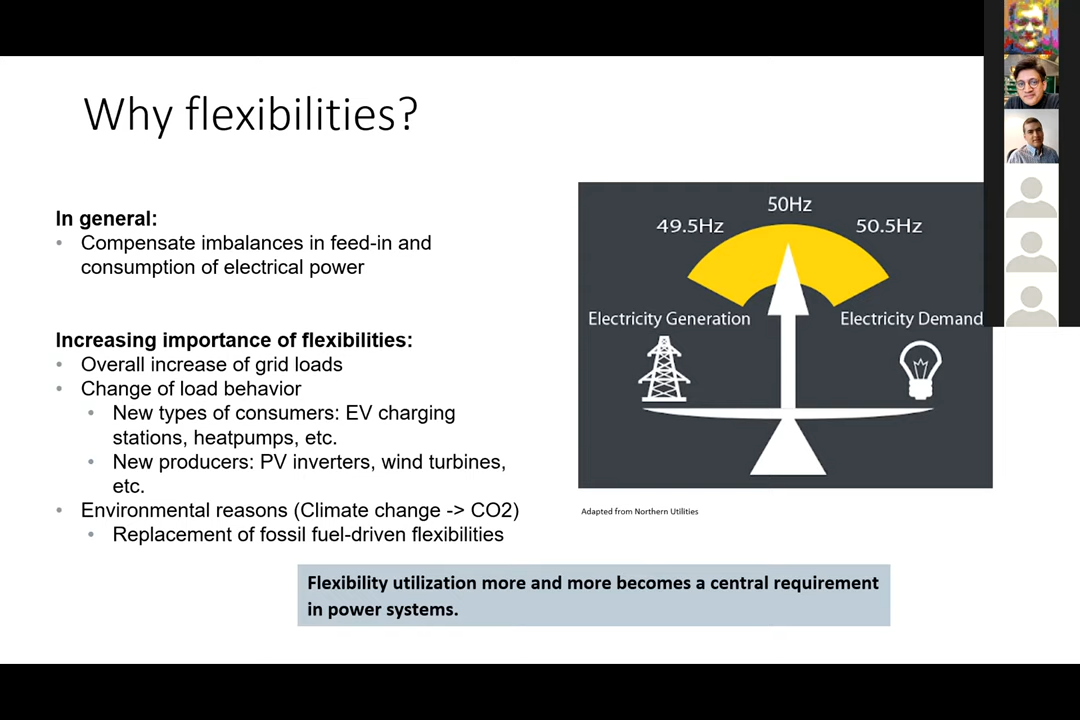 Why flexibilities?
In general:
• Compensate imbalances in feed-in and
consumption of electrical power
Increasing importance of flexibilities:
• Overall increase of grid loads
• Change of load behavior
• New types of consumers: EV charging
stations, heatpumps, etc.
• New producers: PV inverters, wind turbines,
etc.
• Environmental reasons (Climate change -> CO2)
• Replacement of fossil fuel-driven flexibilities
50Hz
49.5Hz
50.5Hz
Electricity Generation
Electricity Demand
Adapted from Northern Utilities
Flexibility utilization more and more becomes a central requirement
in power systems.